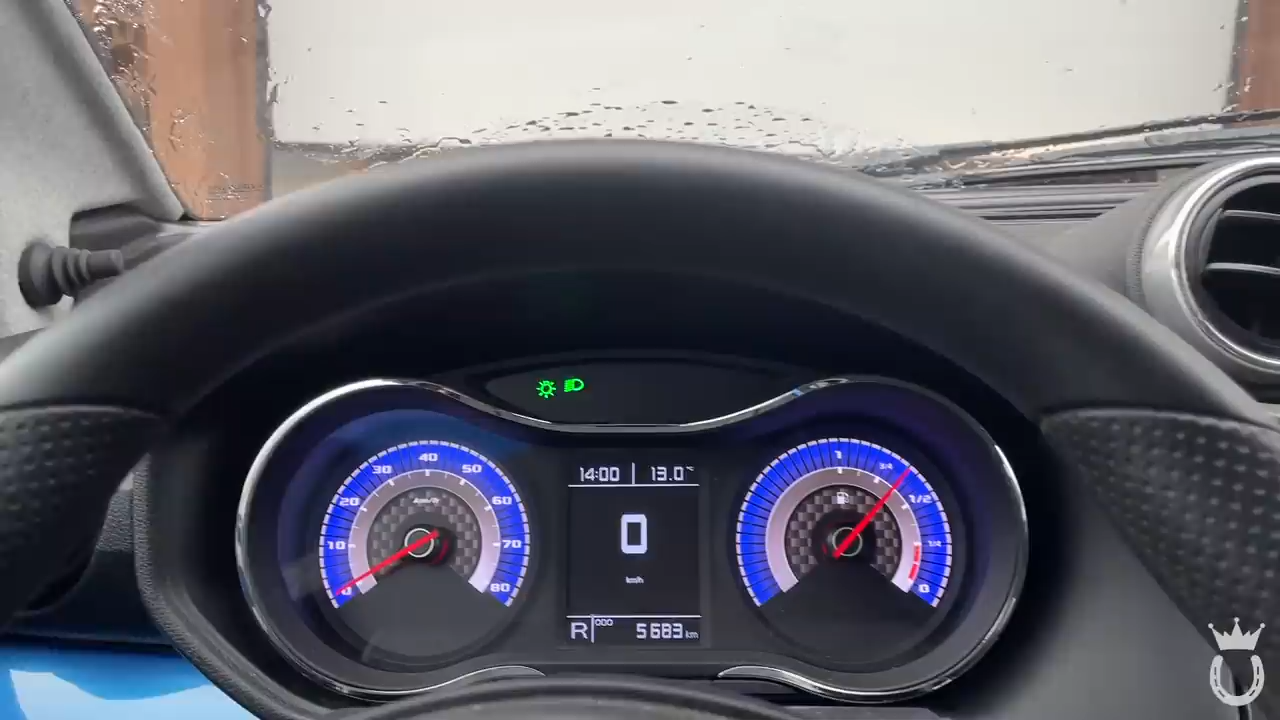 14:00 13.0°
0
km/h
R 000 5683 km
0 10 20 30 40 50 60 70 80
km/h
1 3/4 1/2 1/4 0